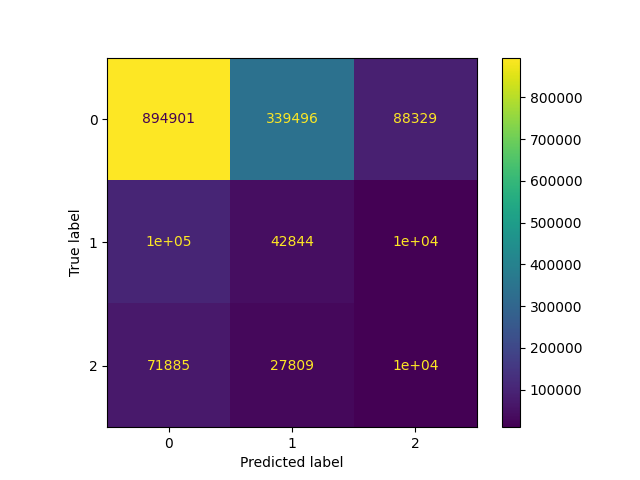 0 894901 339496 88329
1 1e+05 42844 1e+04
2 71885 27809 1e+04
0 1 2
Predicted label
True label
800000
700000
600000
500000
400000
300000
200000
100000